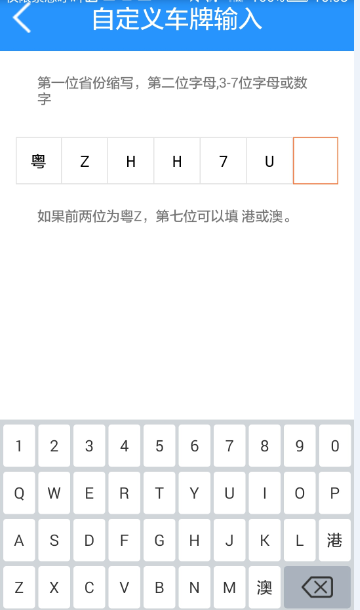 自定义车牌输入
第一位省份缩写，第二位字母,3-7位字母或数
字
粤 Z H H 7 U
如果前两位为粤Z，第七位可以填 港或澳。
1 2 3 4 5 6 7 8 9 0
Q W E R T Y U I O P
A S D F G H J K L 港
Z X C V B N M 澳